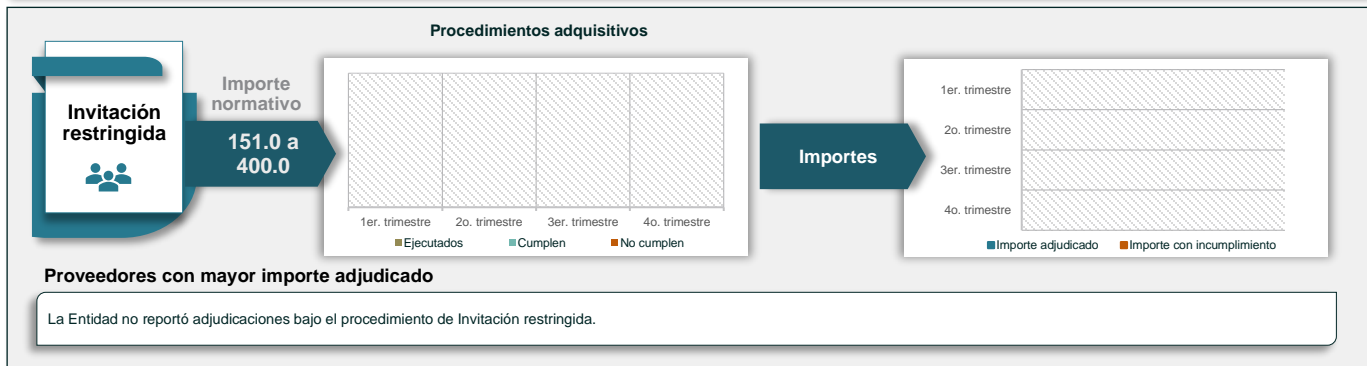 Procedimientos adquisitivos
Invitación
restringida
Importe
normativo
151.0 a
400.0
1er. trimestre
2o. trimestre
3er. trimestre
4o. trimestre
Ejecutados
Cumplen
No cumplen
Importes
1er. trimestre
2o. trimestre
3er. trimestre
4o. trimestre
Importe adjudicado
Importe con incumplimiento
Proveedores con mayor importe adjudicado
La Entidad no reportó adjudicaciones bajo el procedimiento de Invitación restringida.